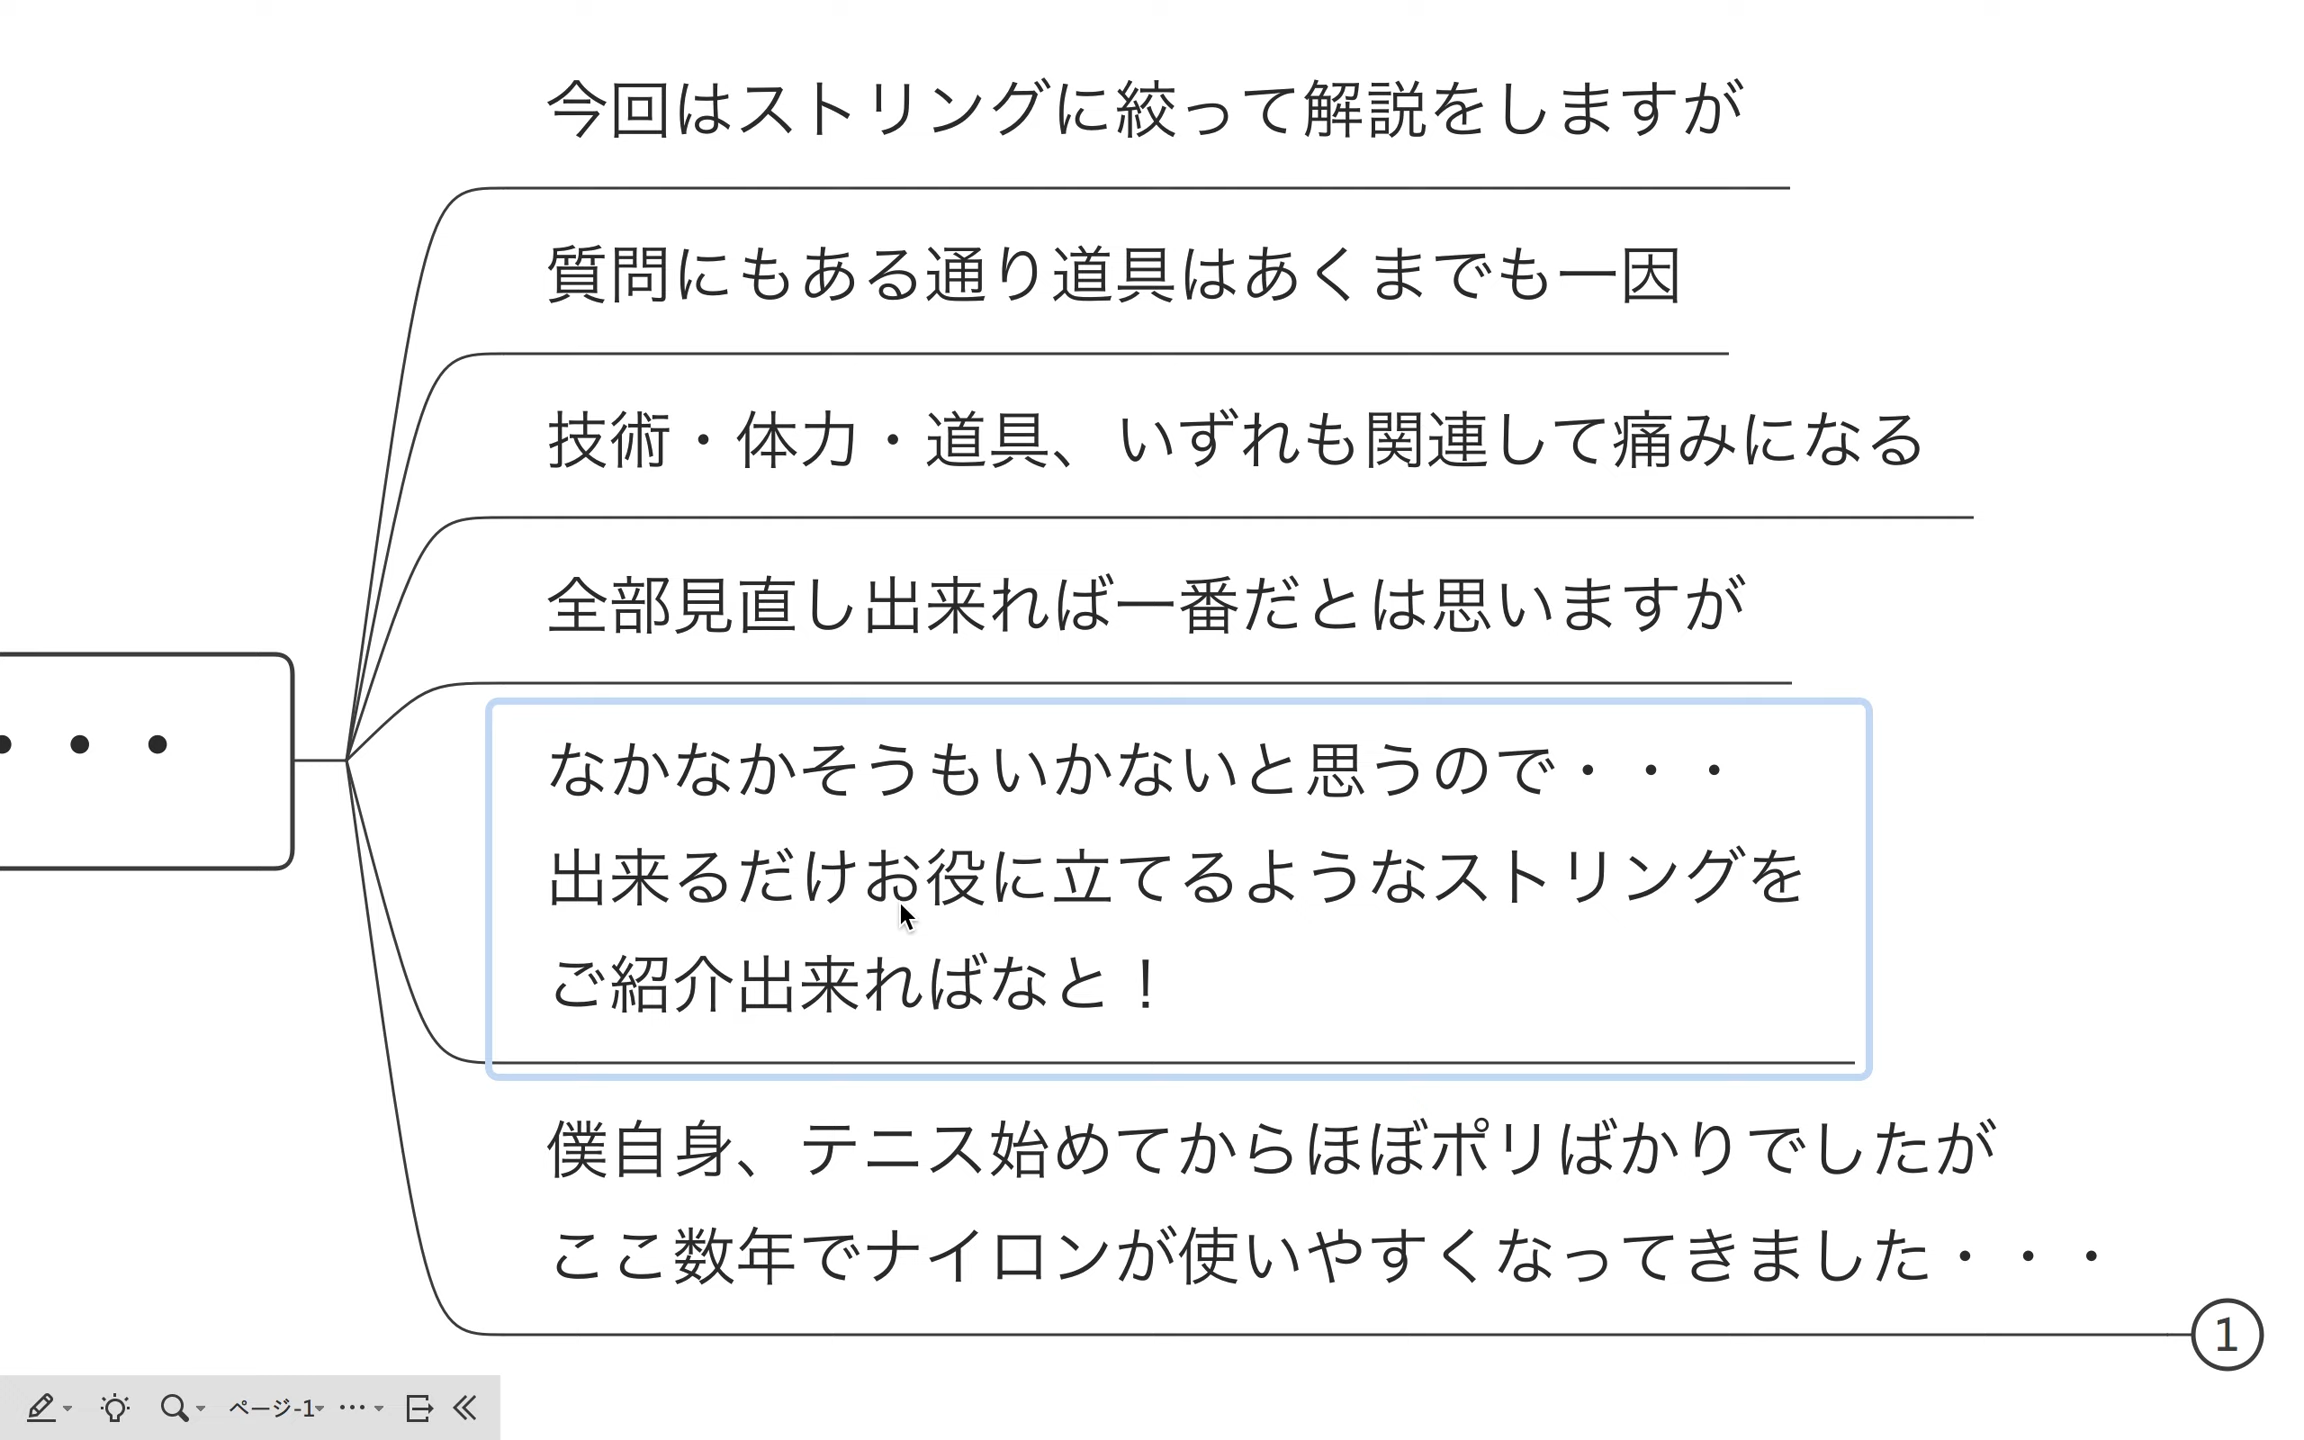 今回はストリングに絞って解説をしますが
質問にもある通り道具はあくまでも一因
技術・体力・道具、いずれも関連して痛みになる
全部見直し出来れば一番だとは思いますが
・・・
なかなかそうもいかないと思うので・・・
出来るだけお役に立てるようなストリングを
ご紹介出来ればなと！
僕自身、テニス始めてからほぼポリばかりでしたが
ここ数年でナイロンが使いやすくなってきました・・・
1
ページ-1